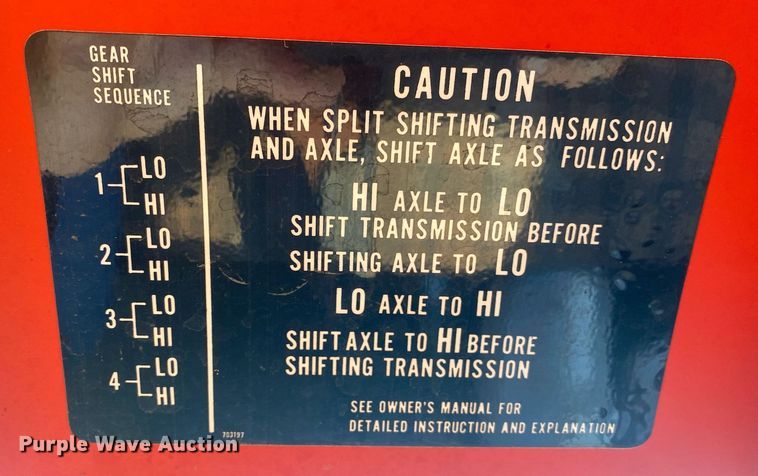 GEAR
SHIFT
SEQUENCE
1 LO
HI
2 LO
HI
3 LO
HI
4 LO
HI
CAUTION
WHEN SPLIT SHIFTING TRANSMISSION
AND AXLE, SHIFT AXLE AS FOLLOWS:
HI AXLE TO LO
SHIFT TRANSMISSION BEFORE
SHIFTING AXLE TO LO
LO AXLE TO HI
SHIFT AXLE TO HI BEFORE
SHIFTING TRANSMISSION
SEE OWNER'S MANUAL FOR
DETAILED INSTRUCTION AND EXPLANATION
703197
Purple Wave Auction